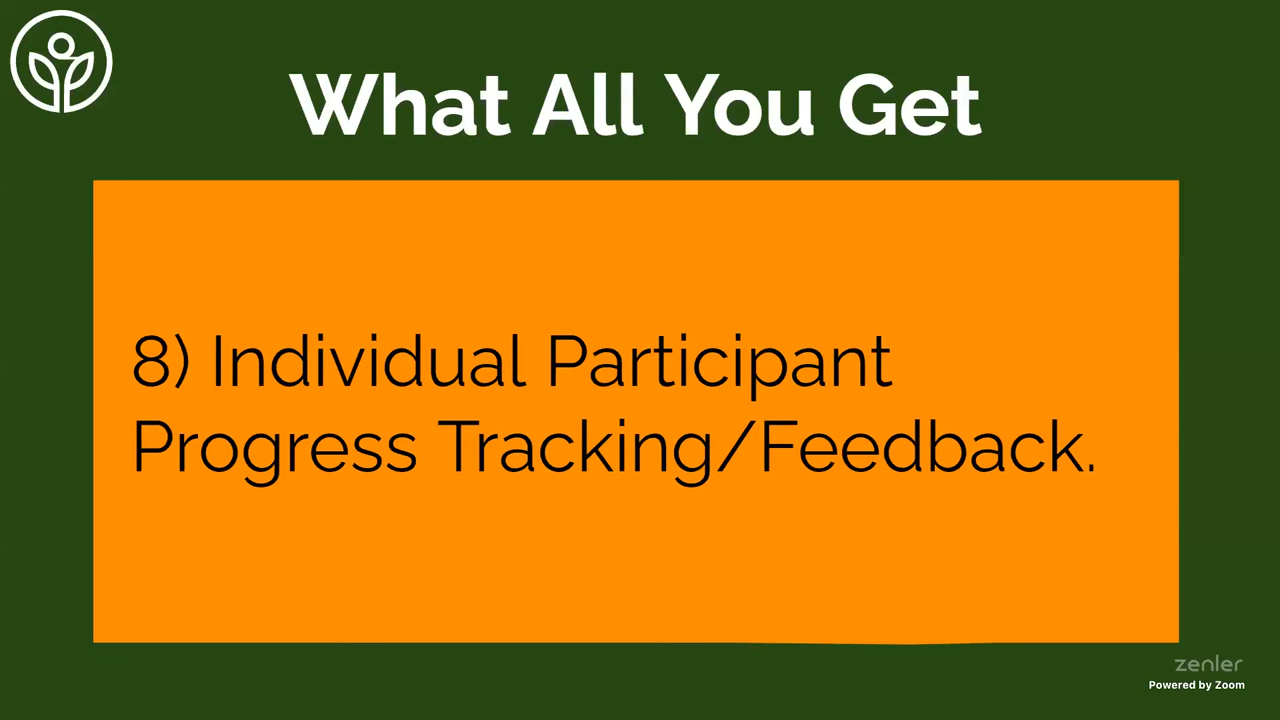 What All You Get
8) Individual Participant
Progress Tracking/Feedback.
zenler
Powered by Zoom